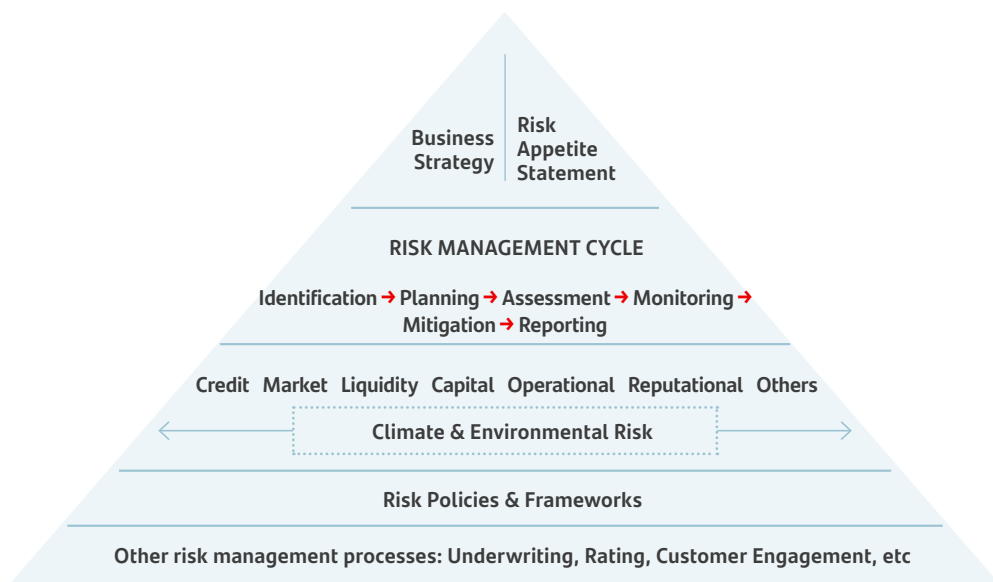 Business
Strategy
Risk
Appetite
Statement
RISK MANAGEMENT CYCLE
Identification → Planning → Assessment → Monitoring →
Mitigation → Reporting
Credit Market Liquidity Capital Operational Reputational Others
Climate & Environmental Risk
Risk Policies & Frameworks
Other risk management processes: Underwriting, Rating, Customer Engagement, etc